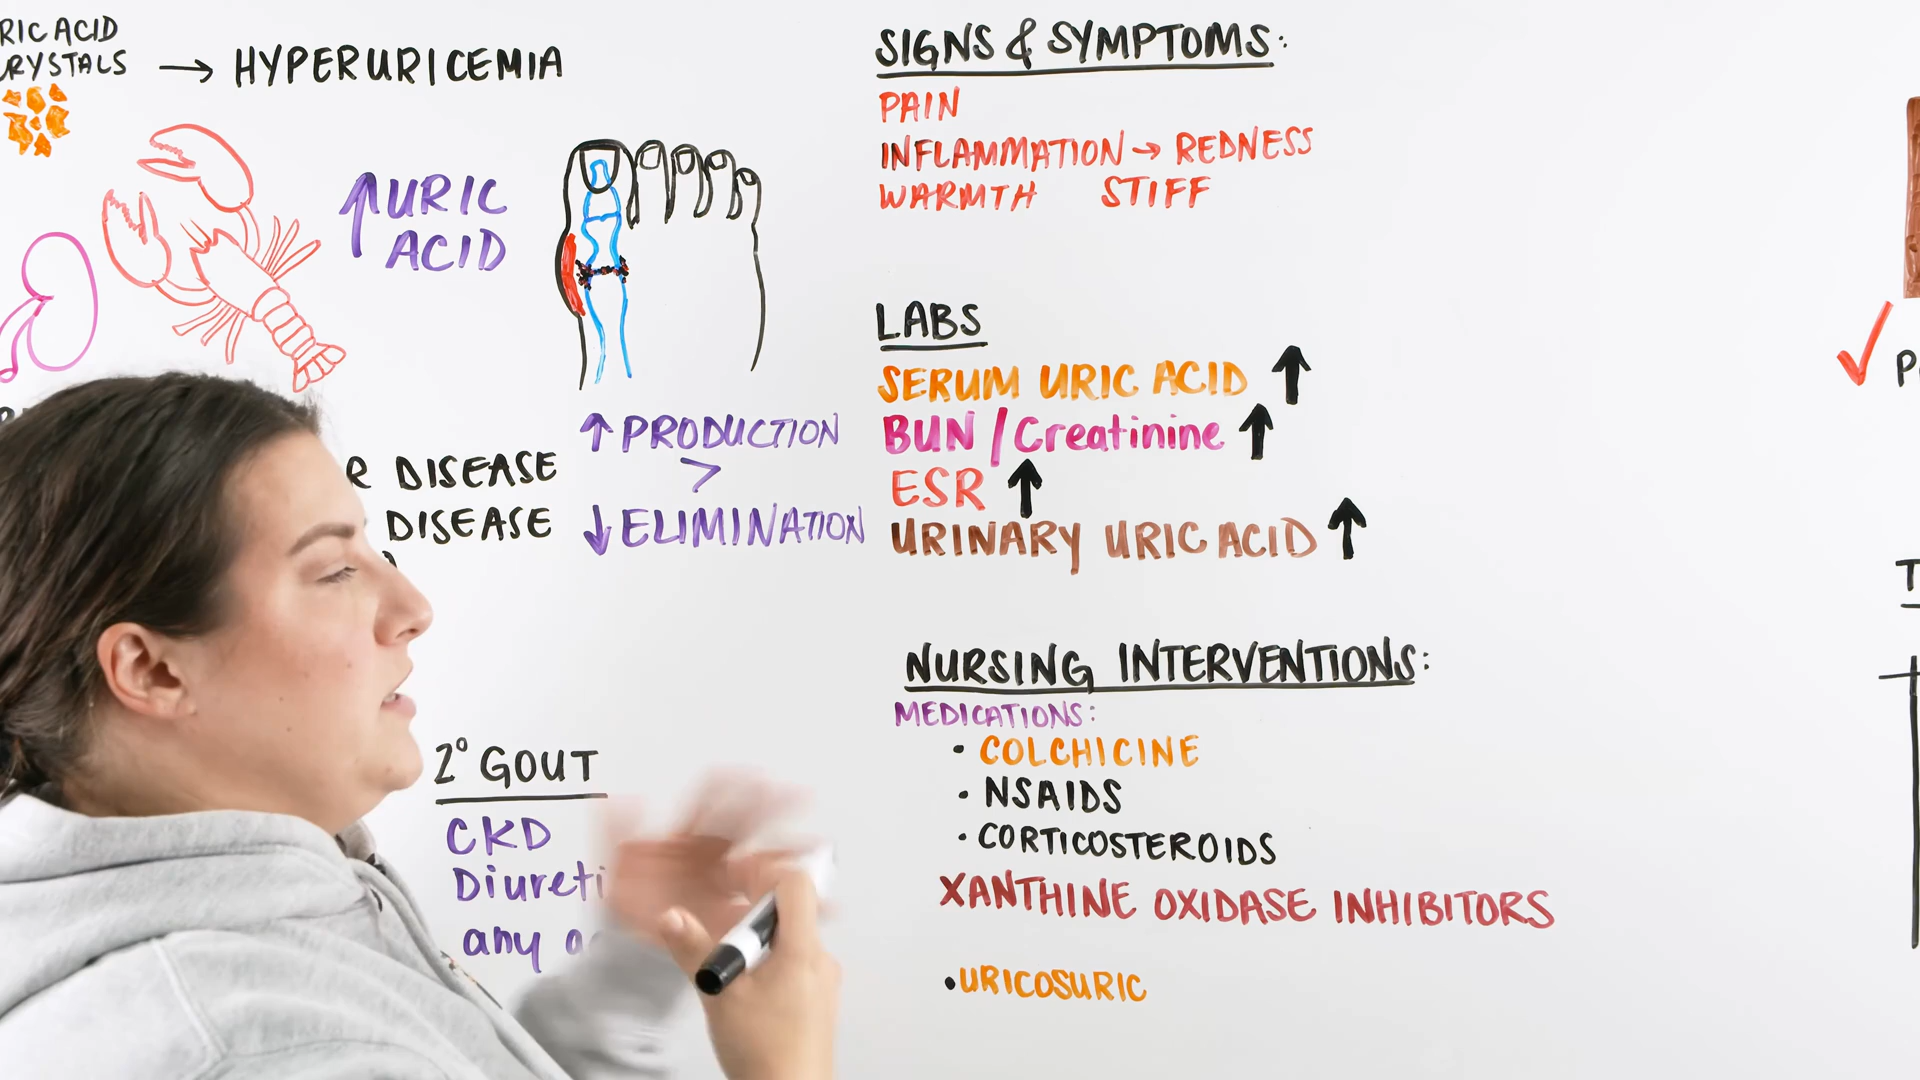 RIC ACID
RYSTALS → HYPERURICEMIA
↑URIC
ACID
R DISEASE
DISEASE
↑ PRODUCTION
>
↓ ELIMINATION
2° GOUT
CKD
Diureti
any
SIGNS & SYMPTOMS:
PAIN
INFLAMMATION → REDNESS
WARMTH STIFF
LABS
SERUM URIC ACID ↑
BUN / Creatinine ↑
ESR ↑
URINARY URIC ACID ↑
NURSING INTERVENTIONS:
MEDICATIONS:
• COLCHICINE
• NSAIDS
• CORTICOSTEROIDS
XANTHINE OXIDASE INHIBITORS
• URICOSURIC